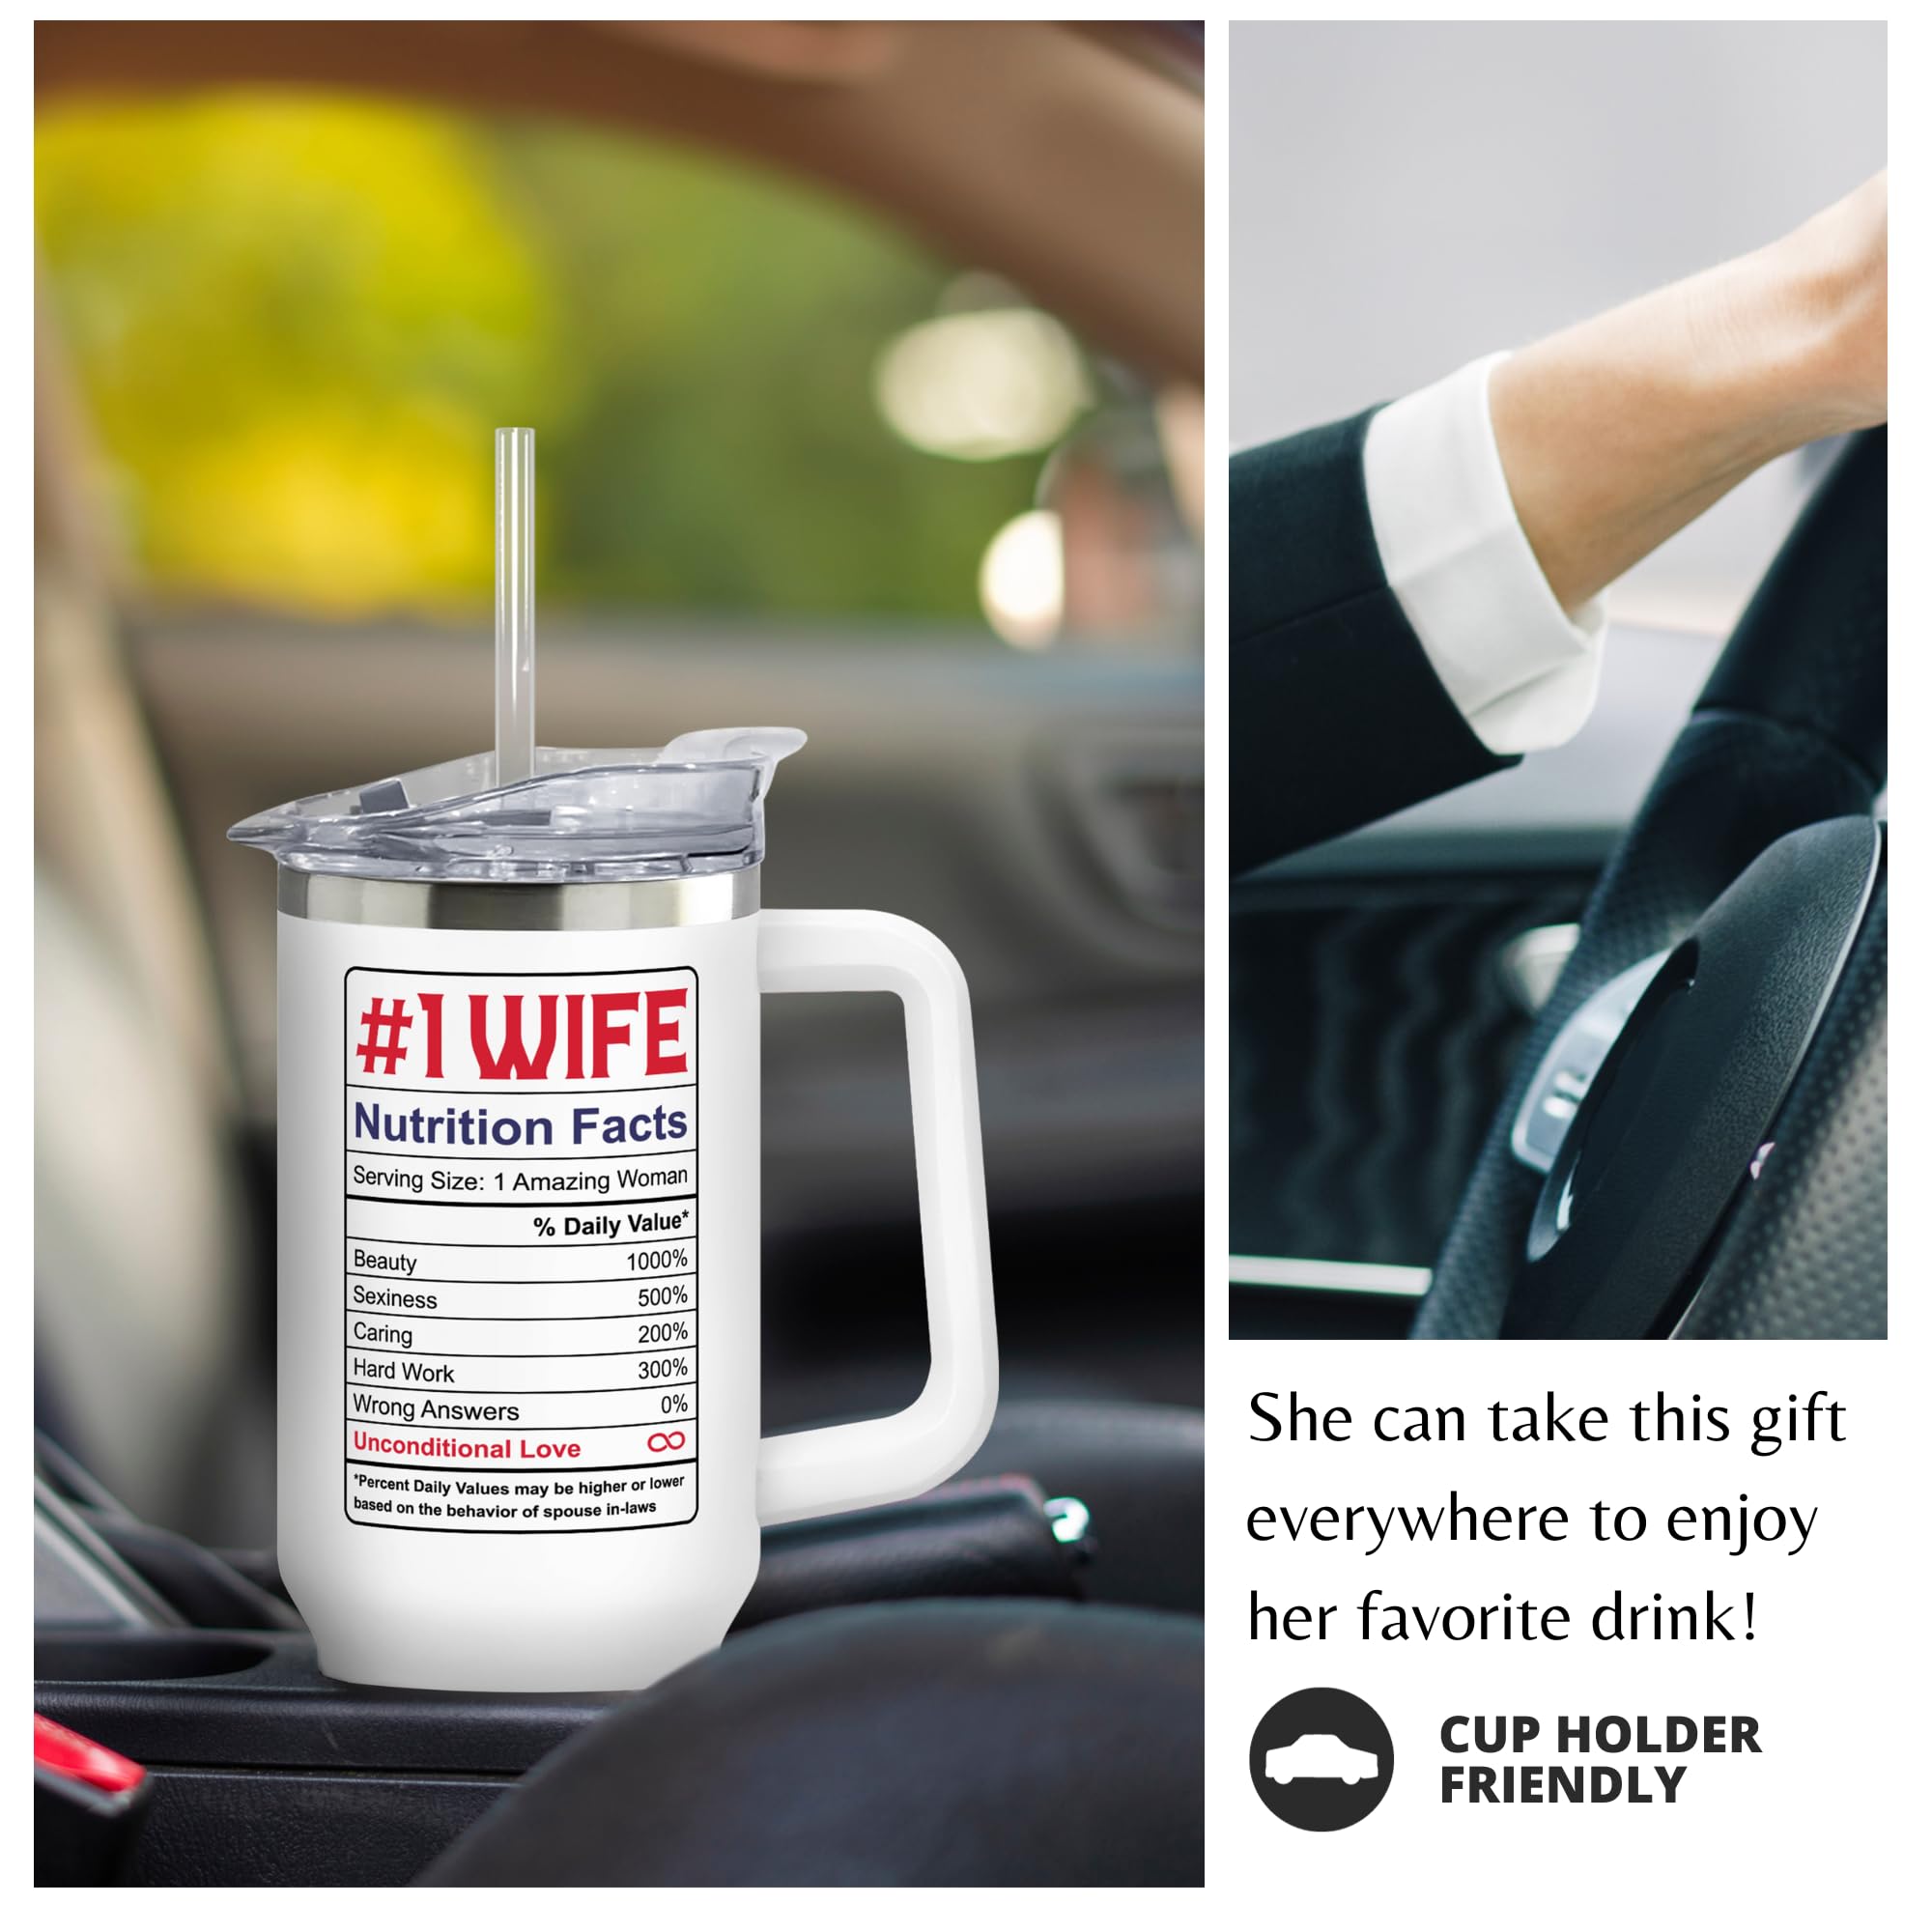 #1 WIFE
Nutrition Facts
Serving Size: 1 Amazing Woman
% Daily Value*
Beauty 1000%
Sexiness 500%
Caring 200%
Hard Work 300%
Wrong Answers 0%
Unconditional Love ∞
*Percent Daily Values may be higher or lower
based on the behavior of spouse in-laws
She can take this gift
everywhere to enjoy
her favorite drink!
CUP HOLDER
FRIENDLY